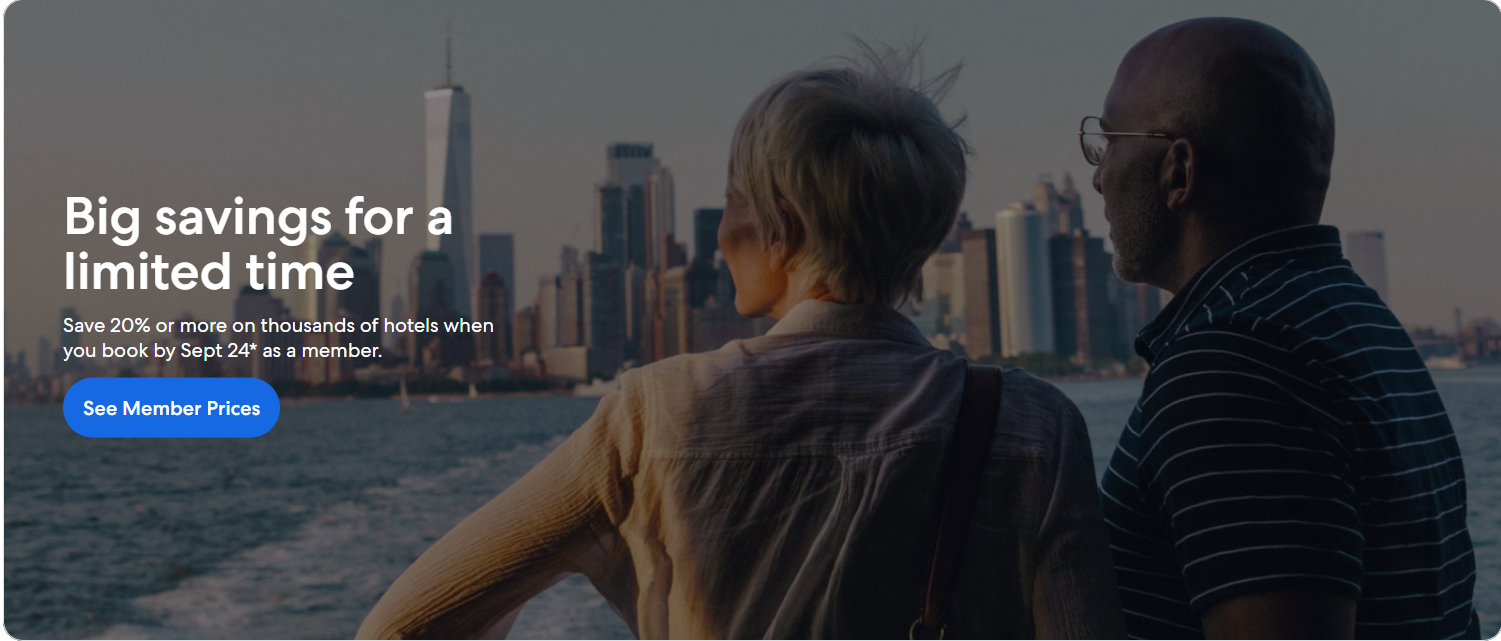 Big savings for a
limited time
Save 20% or more on thousands of hotels when
you book by Sept 24* as a member.
See Member Prices